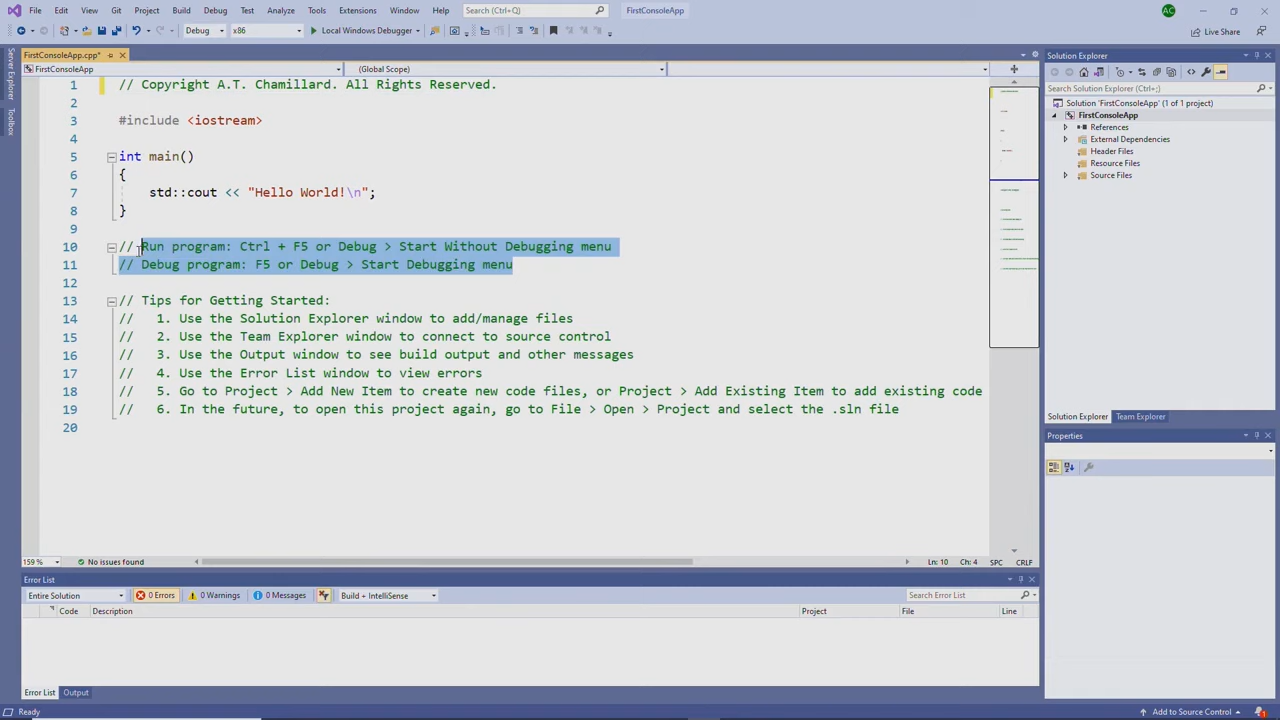 File Edit View Git Project Build Debug Test Analyze Tools Extensions Window Help Search (Ctrl+Q) FirstConsoleApp AC
Debug x86 Local Windows Debugger Live Share
Server Explorer
Toolbox
FirstConsoleApp.cpp*
FirstConsoleApp (Global Scope)
1 // Copyright A.T. Chamillard. All Rights Reserved.
2
3 #include <iostream>
4
5 int main()
6 {
7 std::cout << "Hello World!\n";
8 }
9
10 // Run program: Ctrl + F5 or Debug > Start Without Debugging menu
11 // Debug program: F5 or Debug > Start Debugging menu
12
13 // Tips for Getting Started:
14 //   1. Use the Solution Explorer window to add/manage files
15 //   2. Use the Team Explorer window to connect to source control
16 //   3. Use the Output window to see build output and other messages
17 //   4. Use the Error List window to view errors
18 //   5. Go to Project > Add New Item to create new code files, or Project > Add Existing Item to add existing code
19 //   6. In the future, to open this project again, go to File > Open > Project and select the .sln file
20
159 % No issues found Ln: 10 Ch: 4 SPC CRLF
Solution Explorer
Search Solution Explorer (Ctrl+;)
Solution 'FirstConsoleApp' (1 of 1 project)
FirstConsoleApp
References
External Dependencies
Header Files
Resource Files
Source Files
Solution Explorer Team Explorer
Properties
Error List
Entire Solution 0 Errors 0 Warnings 0 Messages Build + IntelliSense Search Error List
Code Description Project File Line
Error List Output
Ready Add to Source Control 1